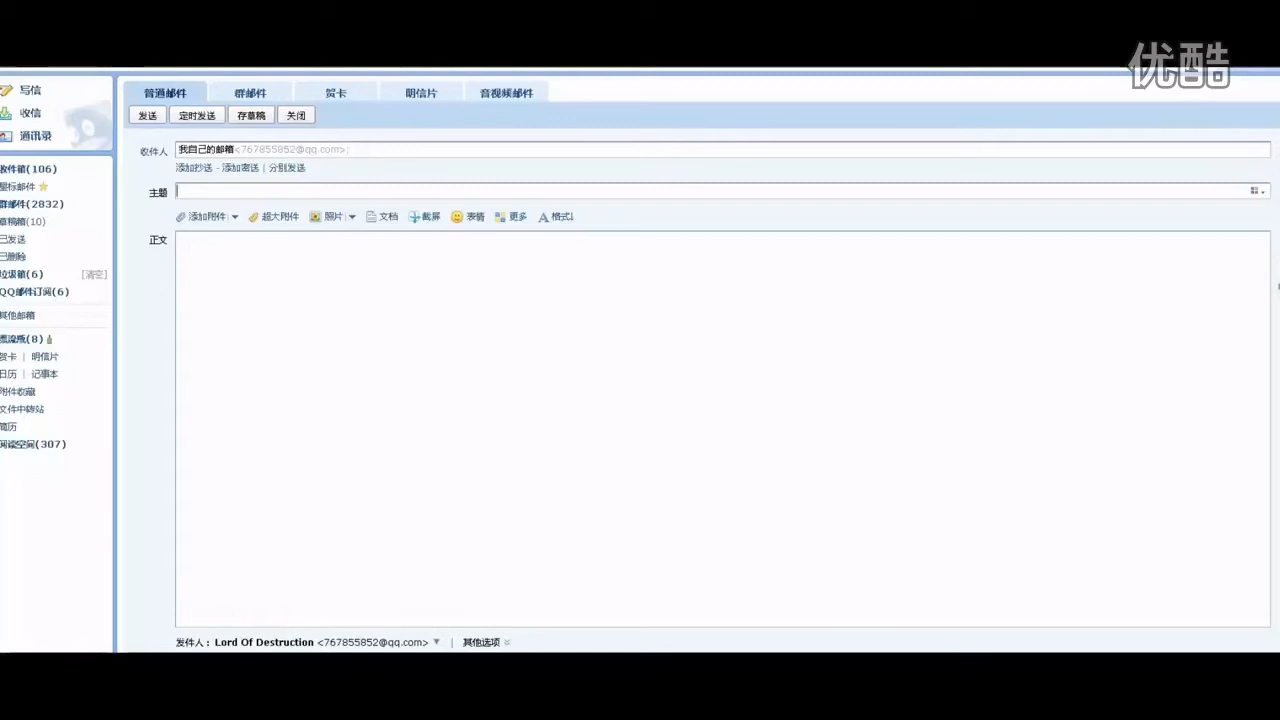 优酷
写信
收信
通讯录
普通邮件 群邮件 贺卡 明信片 音视频邮件
发送 定时发送 存草稿 关闭
收件人 我自己的邮箱<767855852@qq.com>;
添加抄送 - 添加密送 | 分别发送
主题
添加附件 超大附件 照片 文档 截屏 表情 更多 格式↓
正文
收件箱(106)
星标邮件
群邮件(2832)
草稿箱(10)
已发送
已删除
垃圾箱(6) [清空]
QQ邮件订阅(6)
其他邮箱
漂流瓶(8)
贺卡 | 明信片
日历 | 记事本
附件收藏
文件中转站
简历
阅读空间(307)
发件人：Lord Of Destruction <767855852@qq.com> | 其他选项